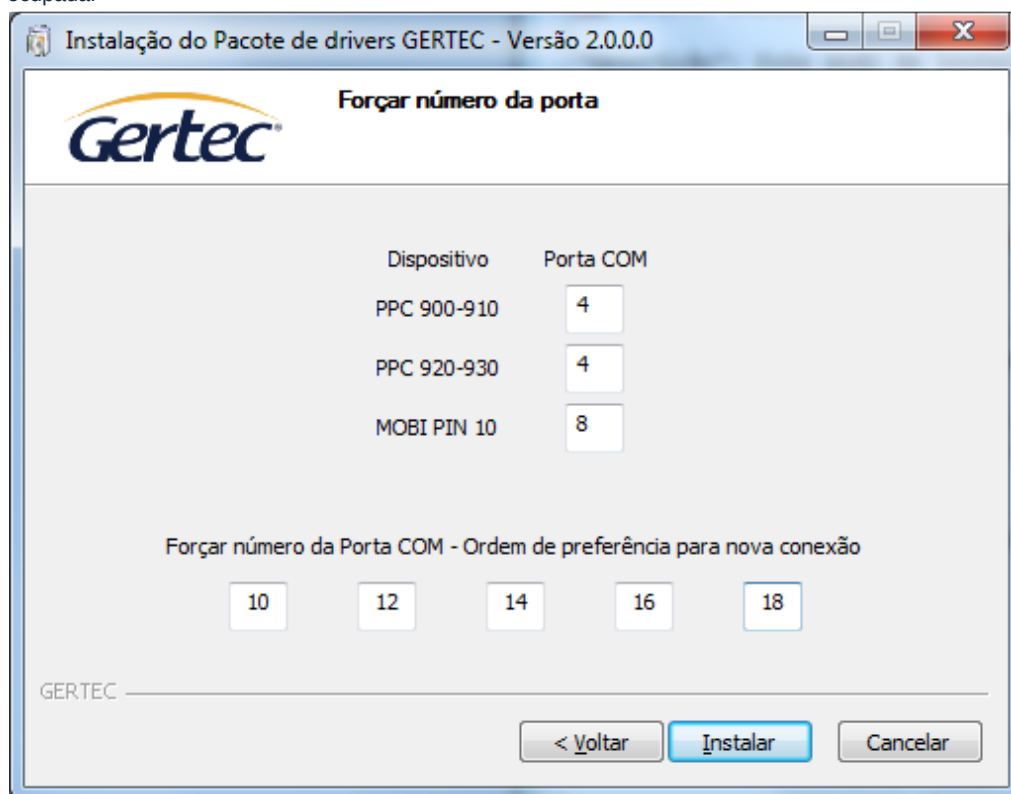 Instalação do Pacote de drivers GERTEC - Versão 2.0.0.0
Gertec
Forçar número da porta
Dispositivo Porta COM
PPC 900-910 4
PPC 920-930 4
MOBI PIN 10 8
Forçar número da Porta COM - Ordem de preferência para nova conexão
10 12 14 16 18
GERTEC
< Voltar Instalar Cancelar